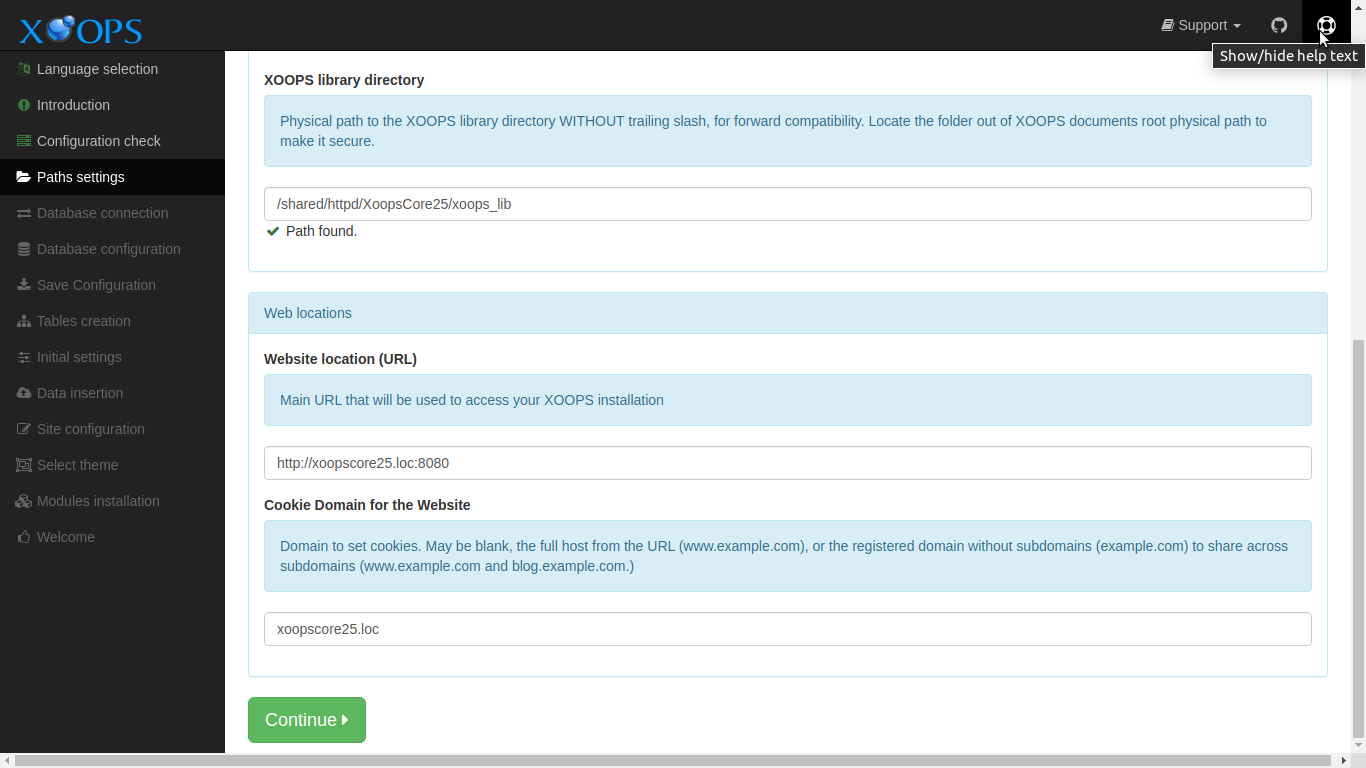 XOOPS
Support
Show/hide help text
Language selection
Introduction
Configuration check
Paths settings
Database connection
Database configuration
Save Configuration
Tables creation
Initial settings
Data insertion
Site configuration
Select theme
Modules installation
Welcome
XOOPS library directory
Physical path to the XOOPS library directory WITHOUT trailing slash, for forward compatibility. Locate the folder out of XOOPS documents root physical path to
make it secure.
/shared/httpd/XoopsCore25/xoops_lib
Path found.
Web locations
Website location (URL)
Main URL that will be used to access your XOOPS installation
http://xoopscore25.loc:8080
Cookie Domain for the Website
Domain to set cookies. May be blank, the full host from the URL (www.example.com), or the registered domain without subdomains (example.com) to share across
subdomains (www.example.com and blog.example.com.)
xoopscore25.loc
Continue